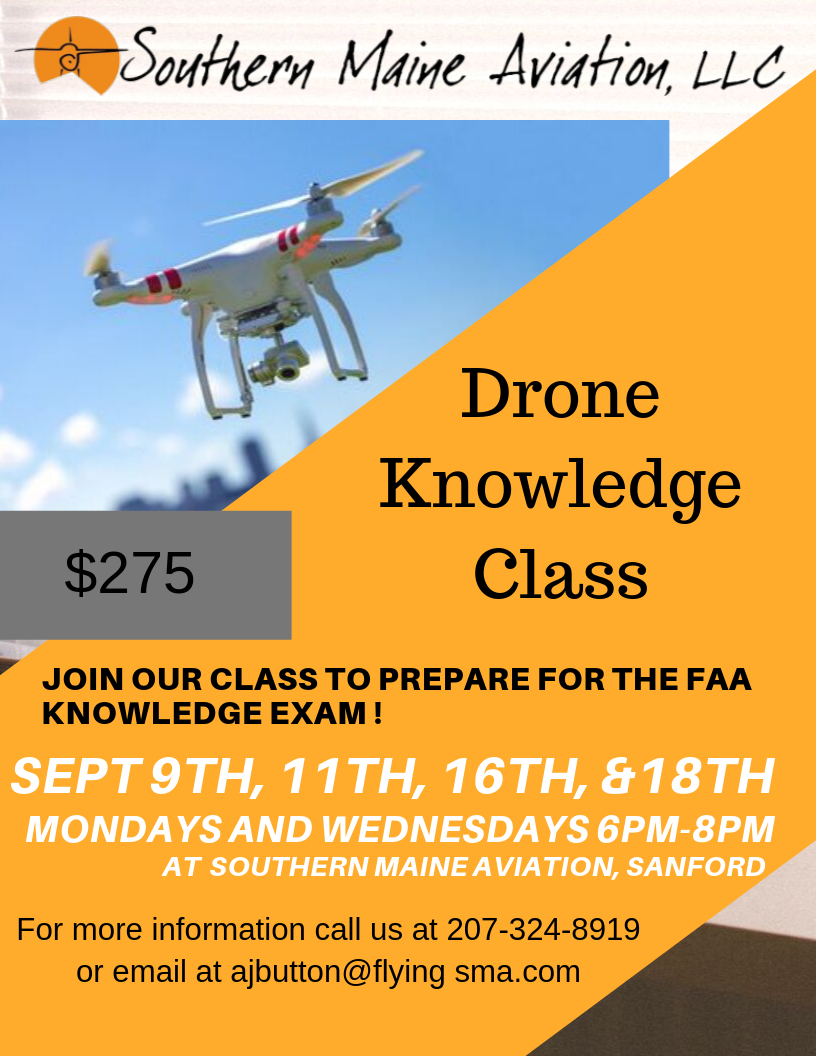 Southern Maine Aviation, LLC
Drone
Knowledge
Class
$275
JOIN OUR CLASS TO PREPARE FOR THE FAA
KNOWLEDGE EXAM !
SEPT 9TH, 11TH, 16TH, &18TH
MONDAYS AND WEDNESDAYS 6PM-8PM
AT SOUTHERN MAINE AVIATION, SANFORD
For more information call us at 207-324-8919
or email at ajbutton@flying sma.com